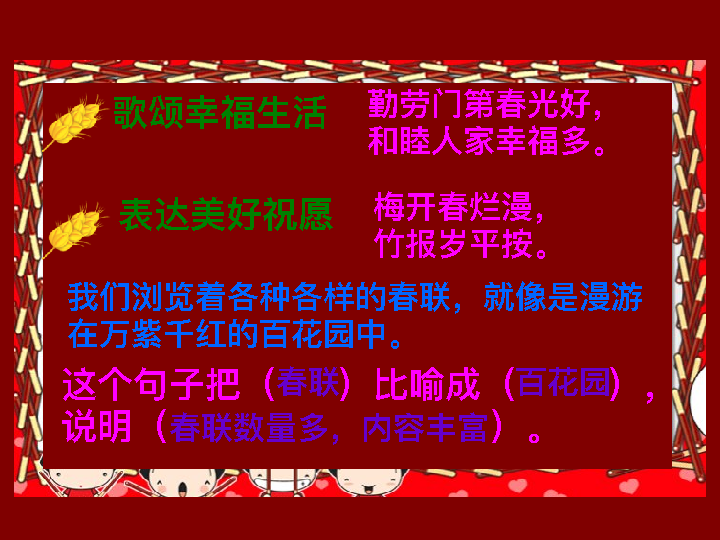 歌颂幸福生活
勤劳门第春光好，
和睦人家幸福多。
表达美好祝愿
梅开春烂漫，
竹报岁平按。
我们浏览着各种各样的春联，就像是漫游
在万紫千红的百花园中。
这个句子把（春联）比喻成（百花园），
说明（春联数量多，内容丰富）。